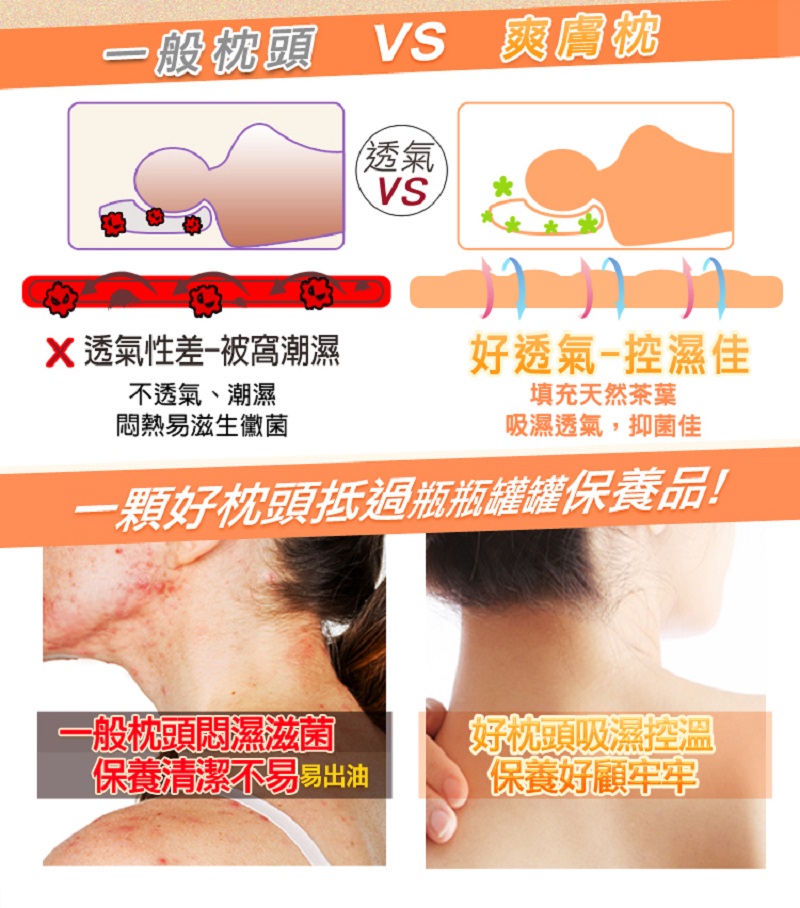 一般枕頭 VS 爽膚枕
透氣
VS
X 透氣性差-被窩潮濕
不透氣、潮濕
悶熱易滋生黴菌
好透氣-控濕佳
填充天然茶葉
吸濕透氣，抑菌佳
一顆好枕頭抵過瓶瓶罐罐保養品!
一般枕頭悶濕滋菌
保養清潔不易易出油
好枕頭吸濕控溫
保養好顧牢牢